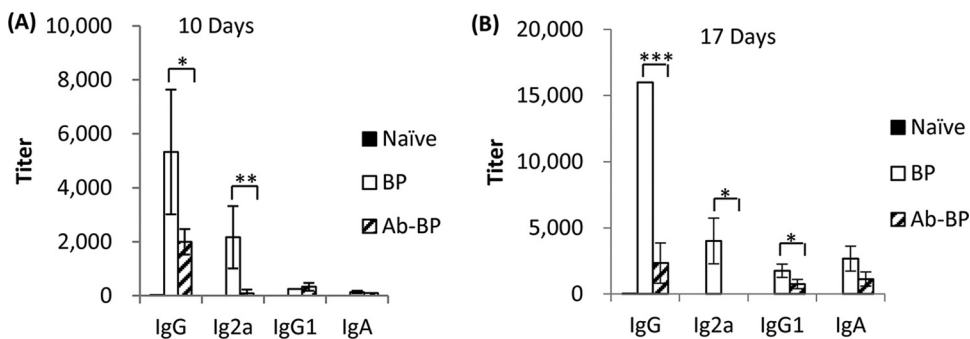 (A)
10 Days
10,000
8,000
6,000
4,000
2,000
0
Titer
*
**
IgG
Ig2a
IgG1
IgA
Naïve
BP
Ab-BP
(B)
17 Days
20,000
15,000
10,000
5,000
0
Titer
***
*
*
IgG
Ig2a
IgG1
IgA
Naïve
BP
Ab-BP